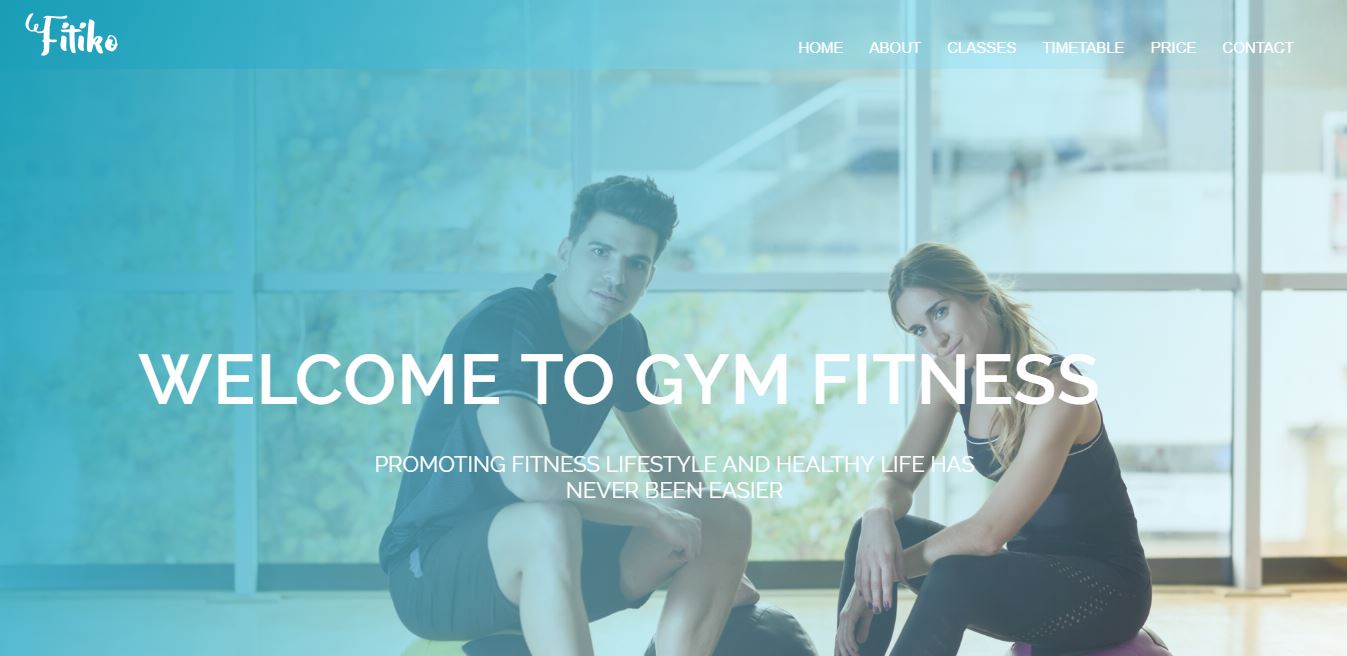 Fitiko
HOME ABOUT CLASSES TIMETABLE PRICE CONTACT
WELCOME TO GYM FITNESS
PROMOTING FITNESS LIFESTYLE AND HEALTHY LIFE HAS
NEVER BEEN EASIER